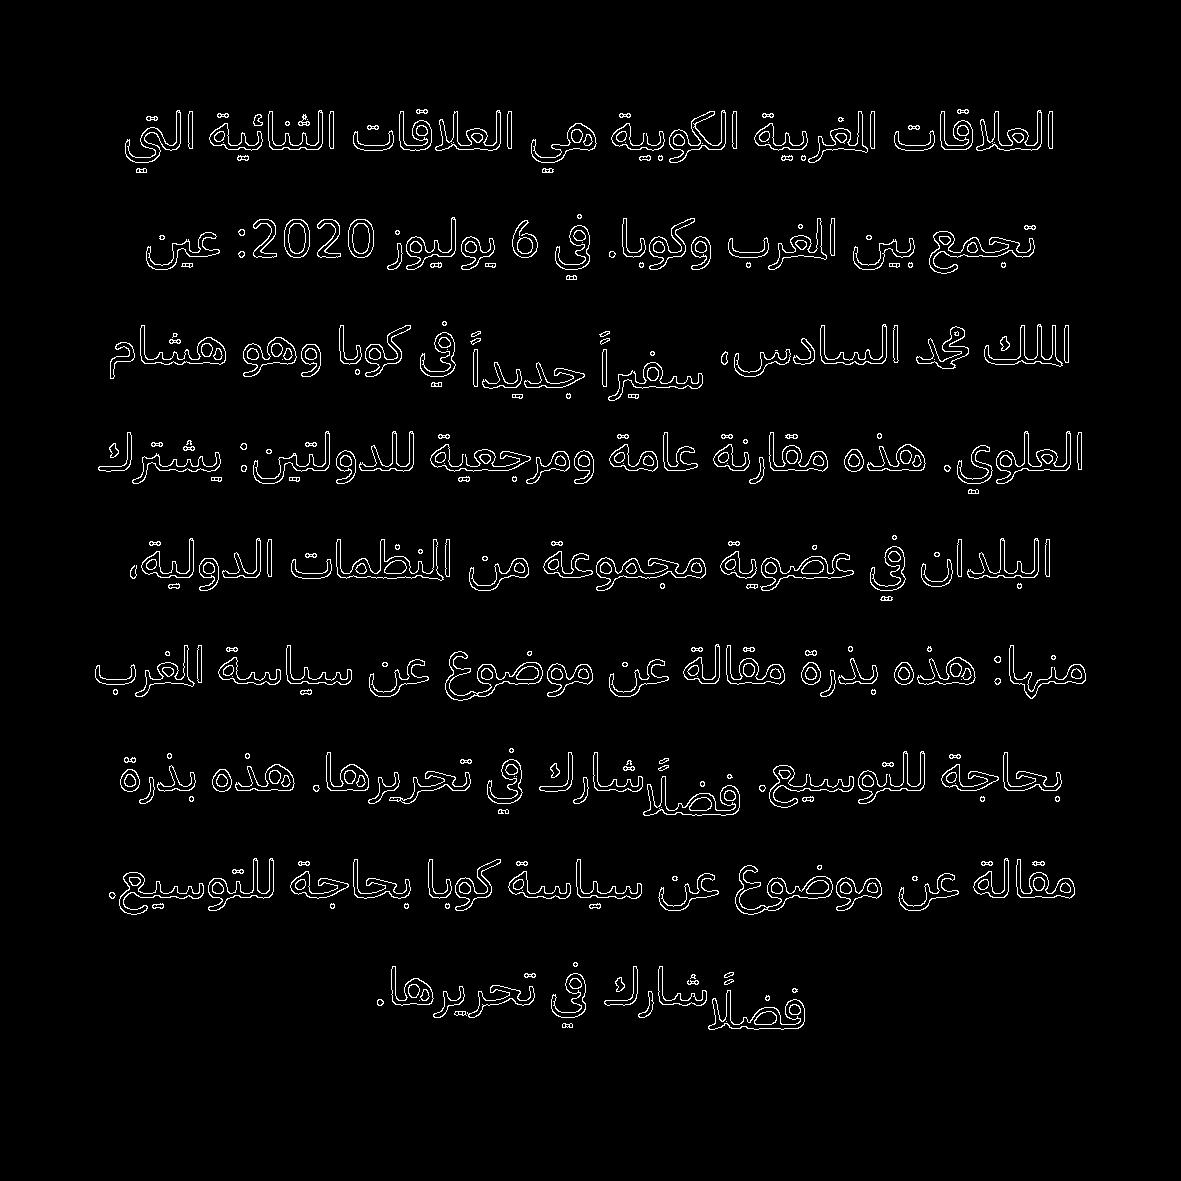 العلاقات المغربية الكوبية هي العلاقات الثنائية التي
تجمع بين المغرب وكوبا. في 6 يوليوز 2020: عين
الملك محمد السادس، سفيراً جديداً في كوبا وهو هشام
العلوي. هذه مقارنة عامة ومرجعية للدولتين: يشترك
البلدان في عضوية مجموعة من المنظمات الدولية،
منها: هذه بذرة مقالة عن موضوع عن سياسة المغرب
بحاجة للتوسيع. فضلًا شارك في تحريرها. هذه بذرة
مقالة عن موضوع عن سياسة كوبا بحاجة للتوسيع.
فضلًا شارك في تحريرها.